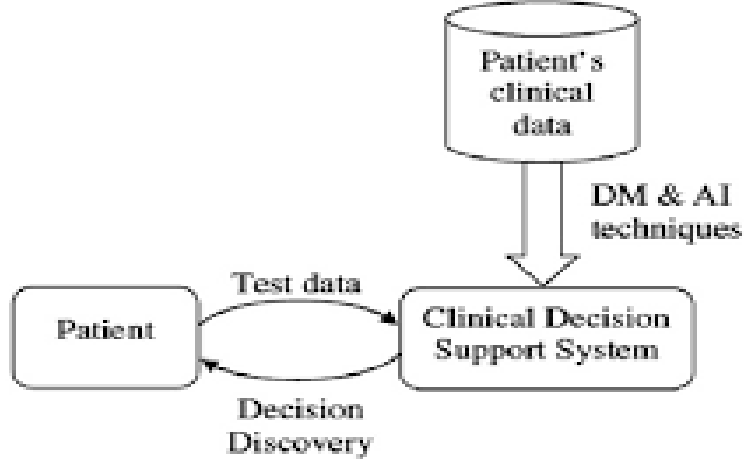 Patient's
clinical
data
DM & AI
techniques
Test data
Patient
Clinical Decision
Support System
Decision
Discovery